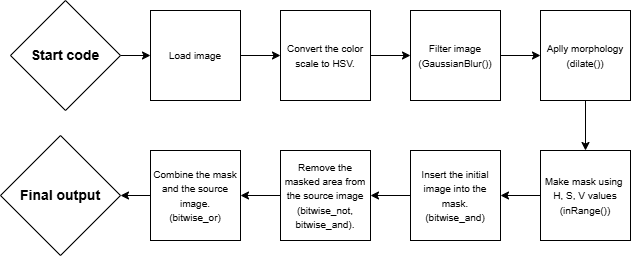 Start code
Load image
Convert the color
scale to HSV.
Filter image
(GaussianBlur())
Aplly morphology
(dilate())
Make mask using
H, S, V values
(inRange())
Insert the initial
image into the
mask.
(bitwise_and)
Remove the
masked area from
the source image
(bitwise_not,
bitwise_and).
Combine the mask
and the source
image.
(bitwise_or)
Final output